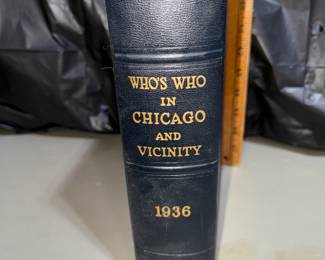 WHO'S WHO
IN
CHICAGO
AND
VICINITY
1936